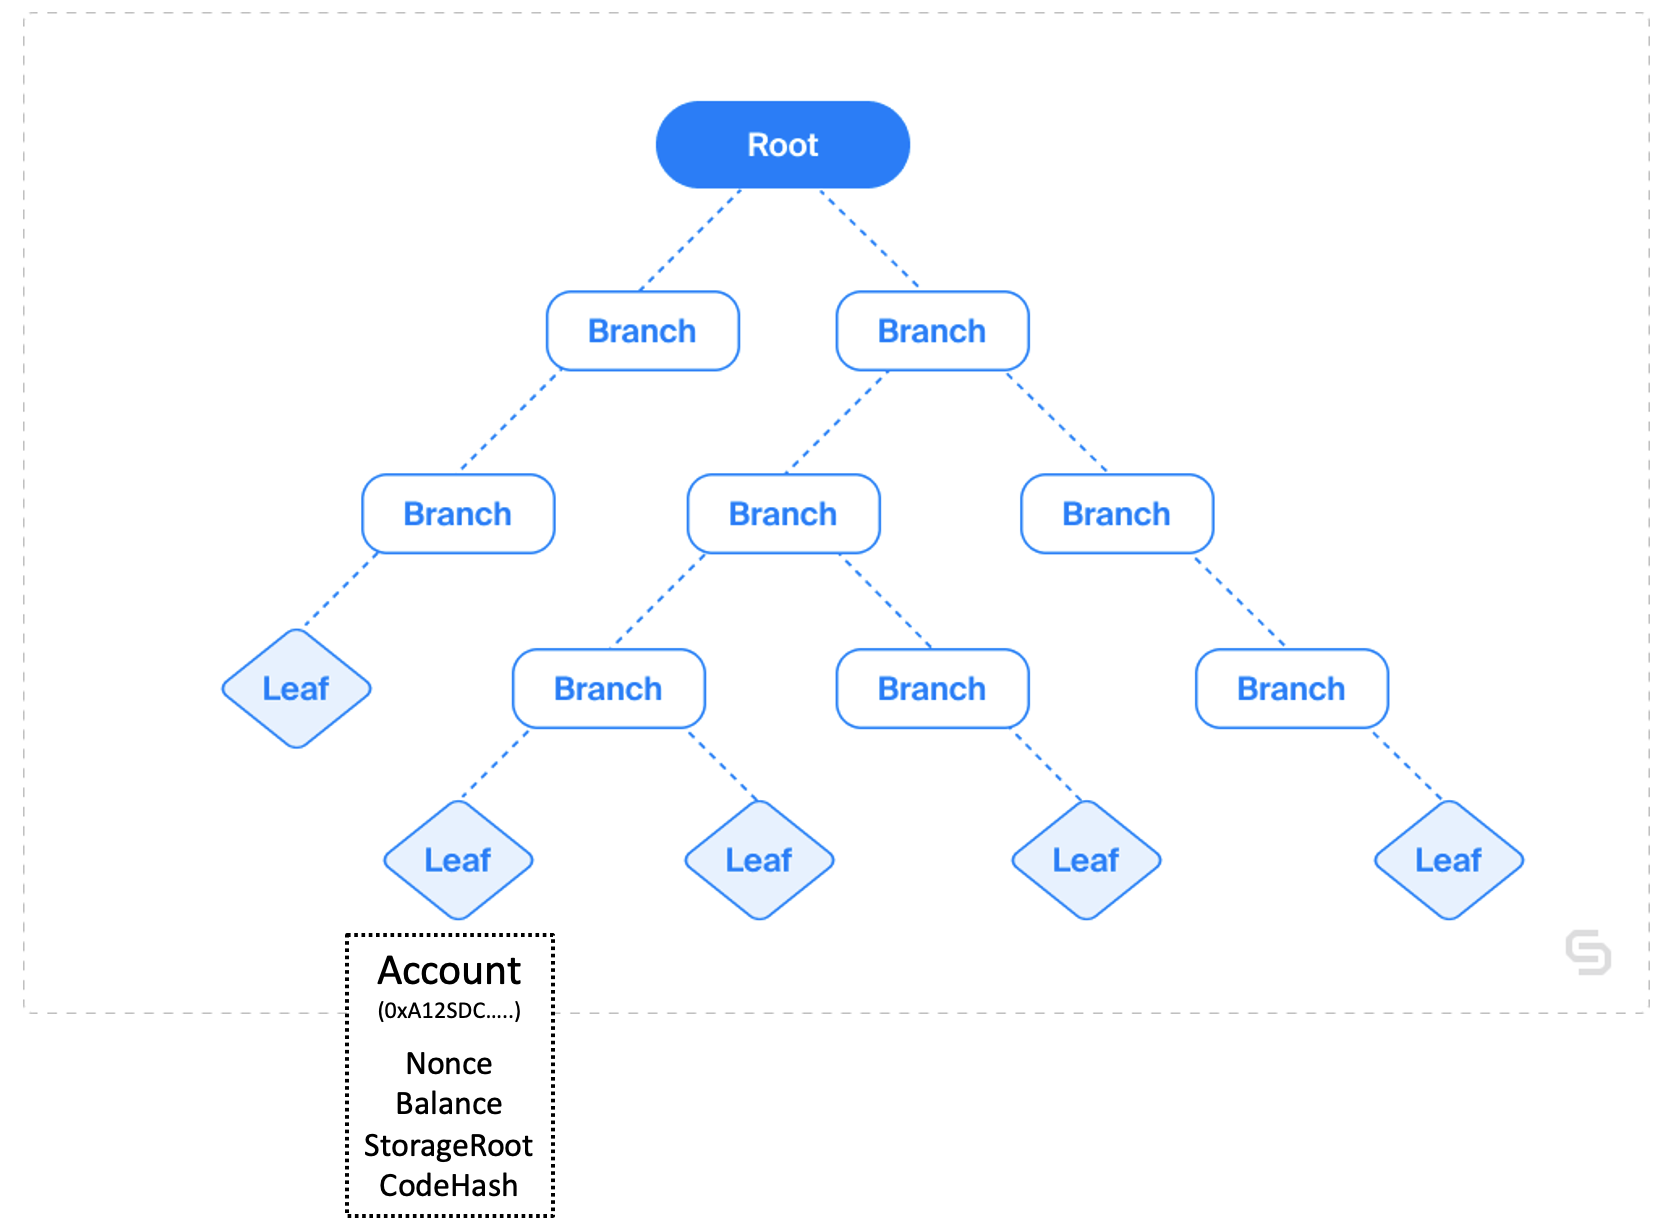 Root
Branch
Branch
Branch
Branch
Branch
Leaf
Branch
Branch
Branch
Leaf
Leaf
Leaf
Leaf
Account
(0xA12SDC.....)
Nonce
Balance
StorageRoot
CodeHash